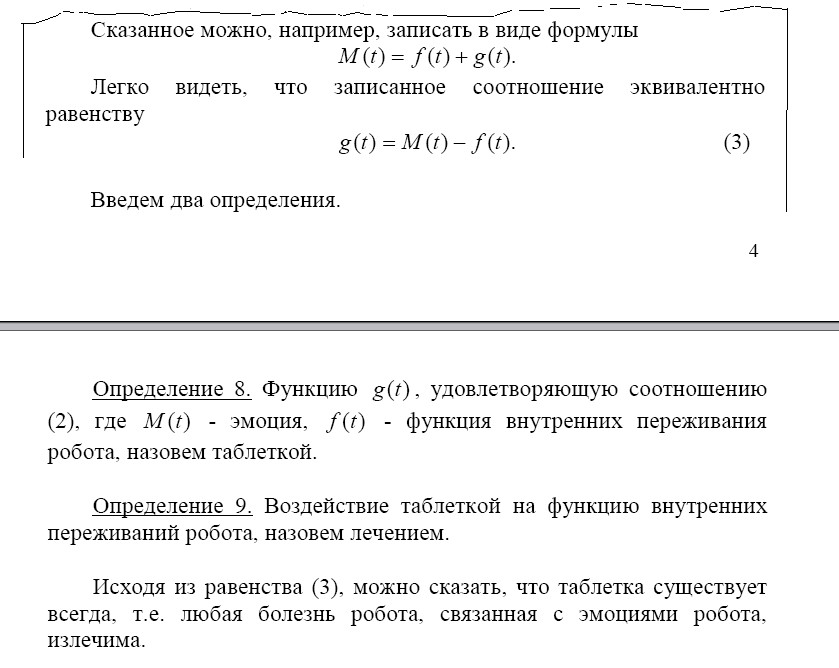 Сказанное можно, например, записать в виде формулы
M(t) = f(t) + g(t).
Легко видеть, что записанное соотношение эквивалентно
равенству
g(t) = M(t) − f(t). (3)
Введем два определения.
4
Определение 8. Функцию g(t), удовлетворяющую соотношению
(2), где M(t) - эмоция, f(t) - функция внутренних переживания
робота, назовем таблеткой.
Определение 9. Воздействие таблеткой на функцию внутренних
переживаний робота, назовем лечением.
Исходя из равенства (3), можно сказать, что таблетка существует
всегда, т.е. любая болезнь робота, связанная с эмоциями робота,
излечима.